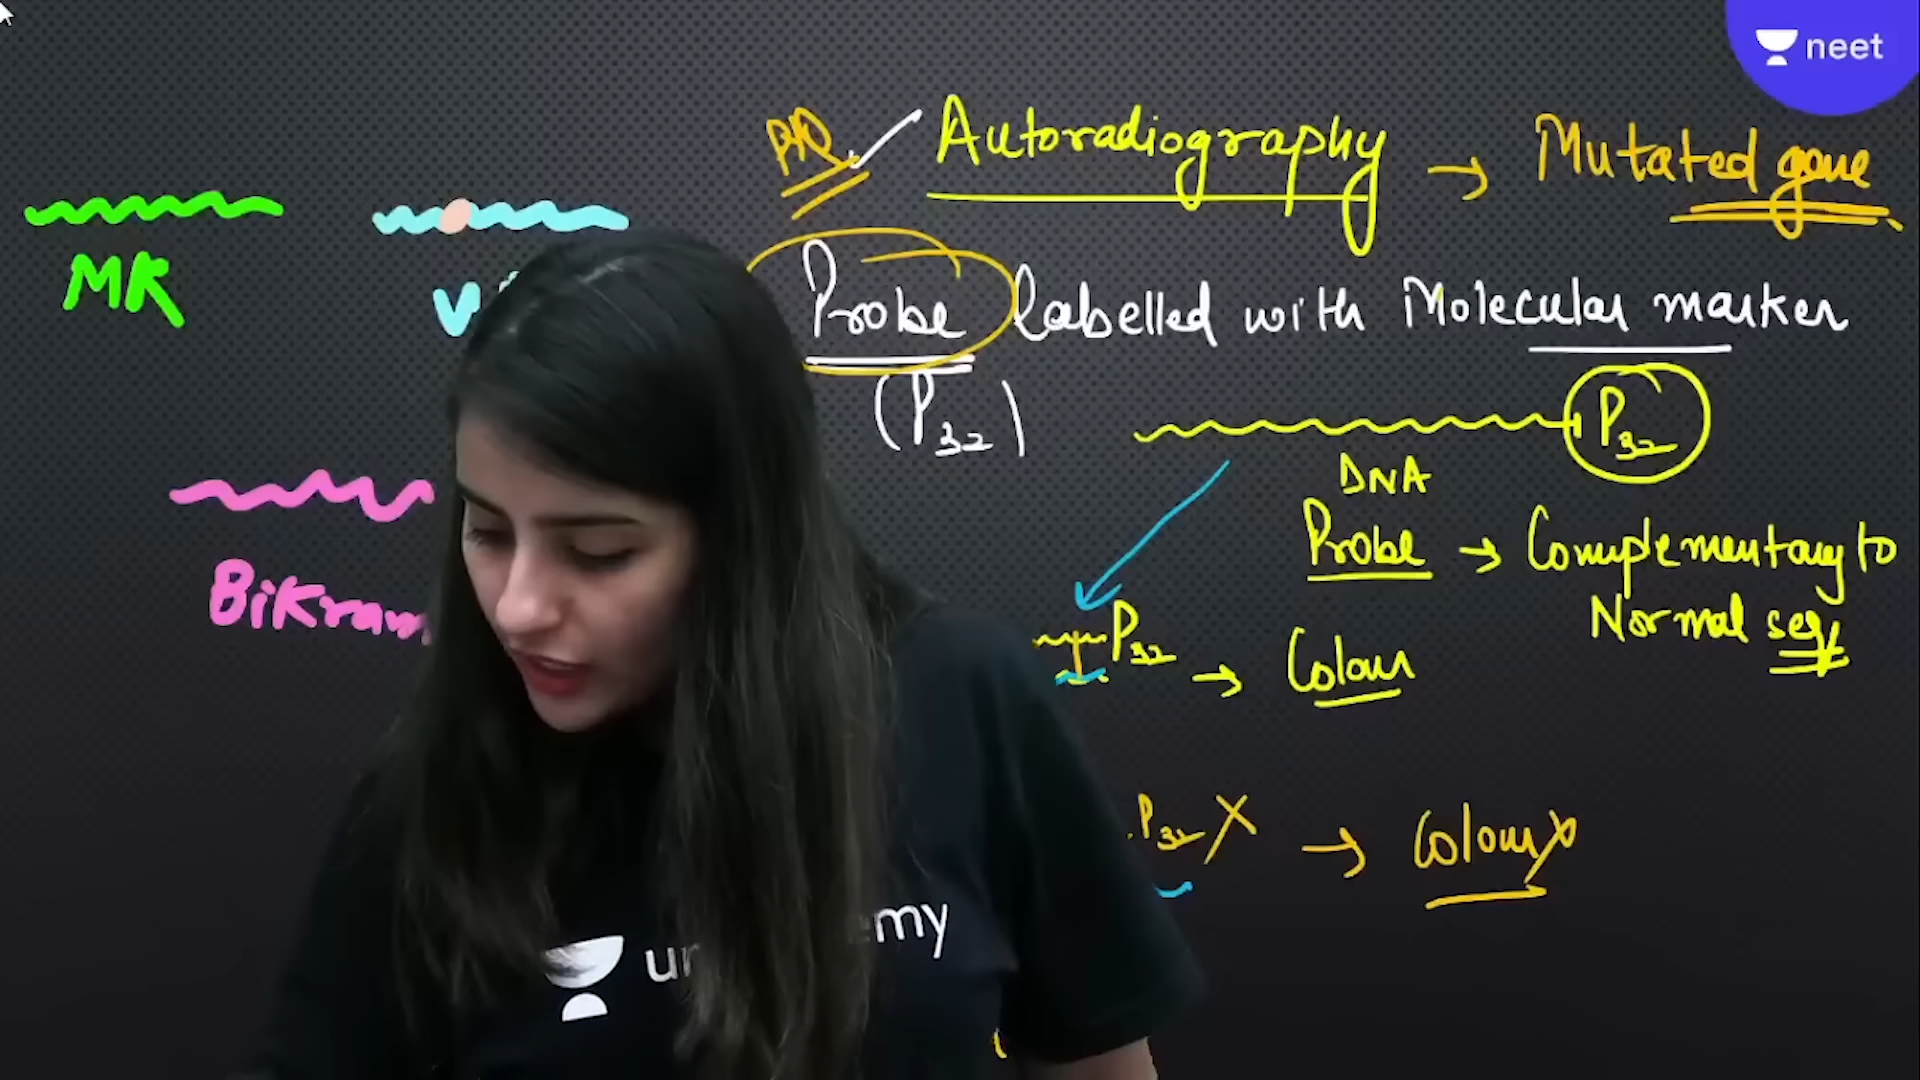 neet
Autoradiography → Mutated gene
Probe labelled with Molecular marker
(P32)
P32
DNA
Probe → Complementary to
Normal seq
MK
Bikram
P32 → Colour
P32 X → Colour X
my